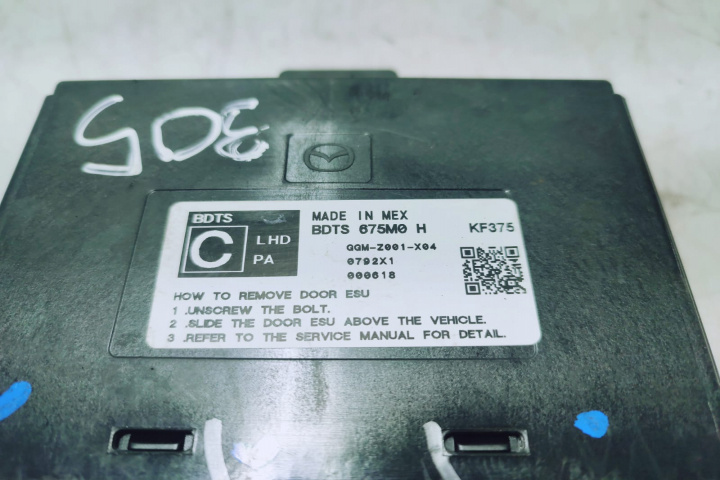 BDTS
C
LHD
PA
MADE IN MEX
BDTS 675M0 H
KF375
GGM-Z001-X04
0792X1
000618
HOW TO REMOVE DOOR ESU
1 .UNSCREW THE BOLT.
2 .SLIDE THE DOOR ESU ABOVE THE VEHICLE.
3 .REFER TO THE SERVICE MANUAL FOR DETAIL.